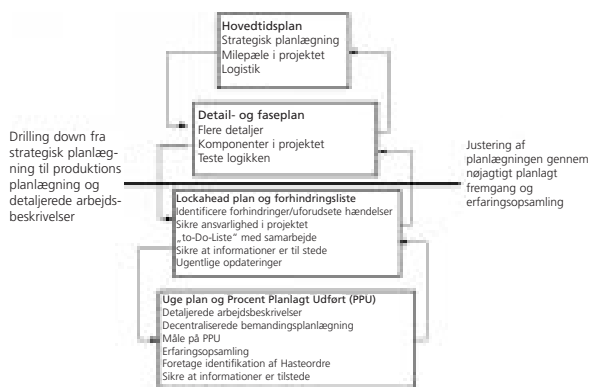 Hovedtidsplan
Strategisk planlægning
Milepæle i projektet
Logistik
Detail- og faseplan
Flere detaljer
Komponenter i projektet
Teste logikken
Drilling down fra
strategisk planlæg-
ning til produktions
planlægning og
detaljerede arbejds-
beskrivelser
Justering af
planlægningen gennem
nøjagtigt planlagt
fremgang og
erfaringsopsamling
Lockahead plan og forhindringsliste
Identificere forhindringer/uforudsete hændelser
Sikre ansvarlighed i projektet
„to-Do-Liste“ med samarbejde
Sikre at informationer er til stede
Ugentlige opdateringer
Uge plan og Procent Planlagt Udført (PPU)
Detaljerede arbejdsbeskrivelser
Decentraliserede bemandingsplanlægning
Måle på PPU
Erfaringsopsamling
Foretage identifikation af Hasteordre
Sikre at informationer er tilstede